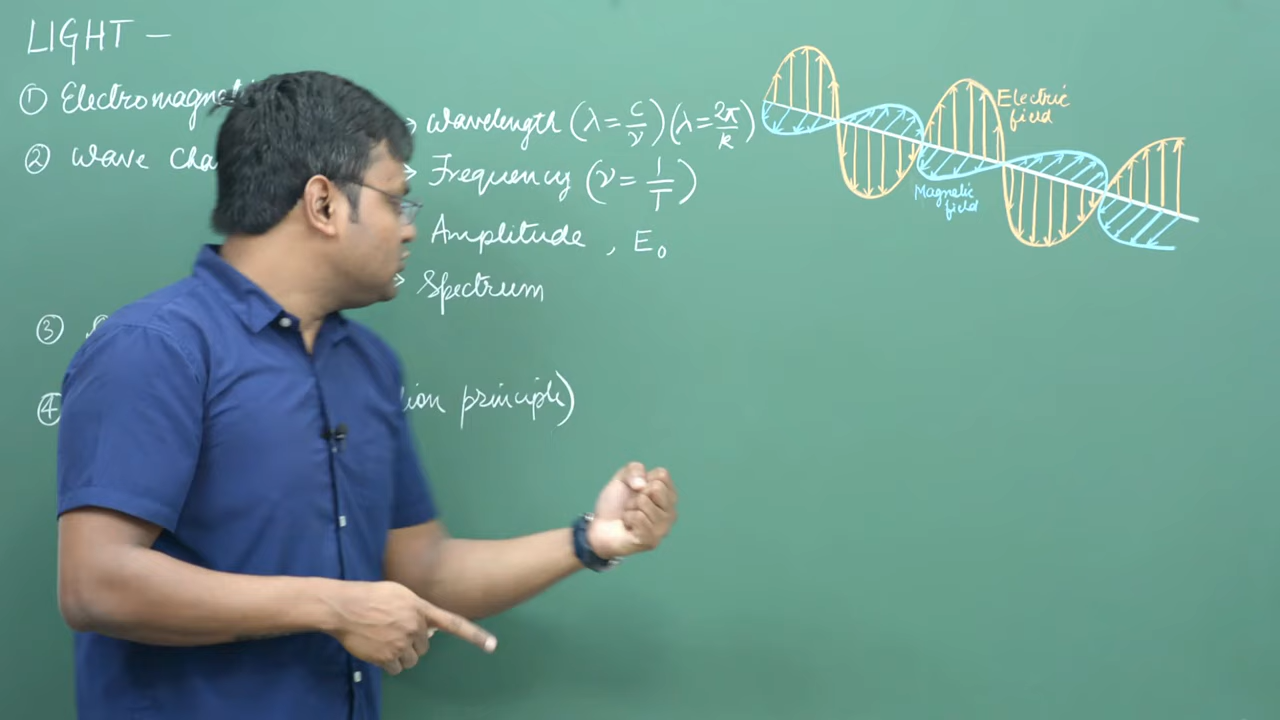 LIGHT –
① Electromagneti
→ Wavelength (λ = c/ν) (λ = 2π/k)
② Wave Cha
→ Frequency (ν = 1/T)
Amplitude , E₀
→ Spectrum
③
④ tion principle)
Electric
field
Magnetic
field